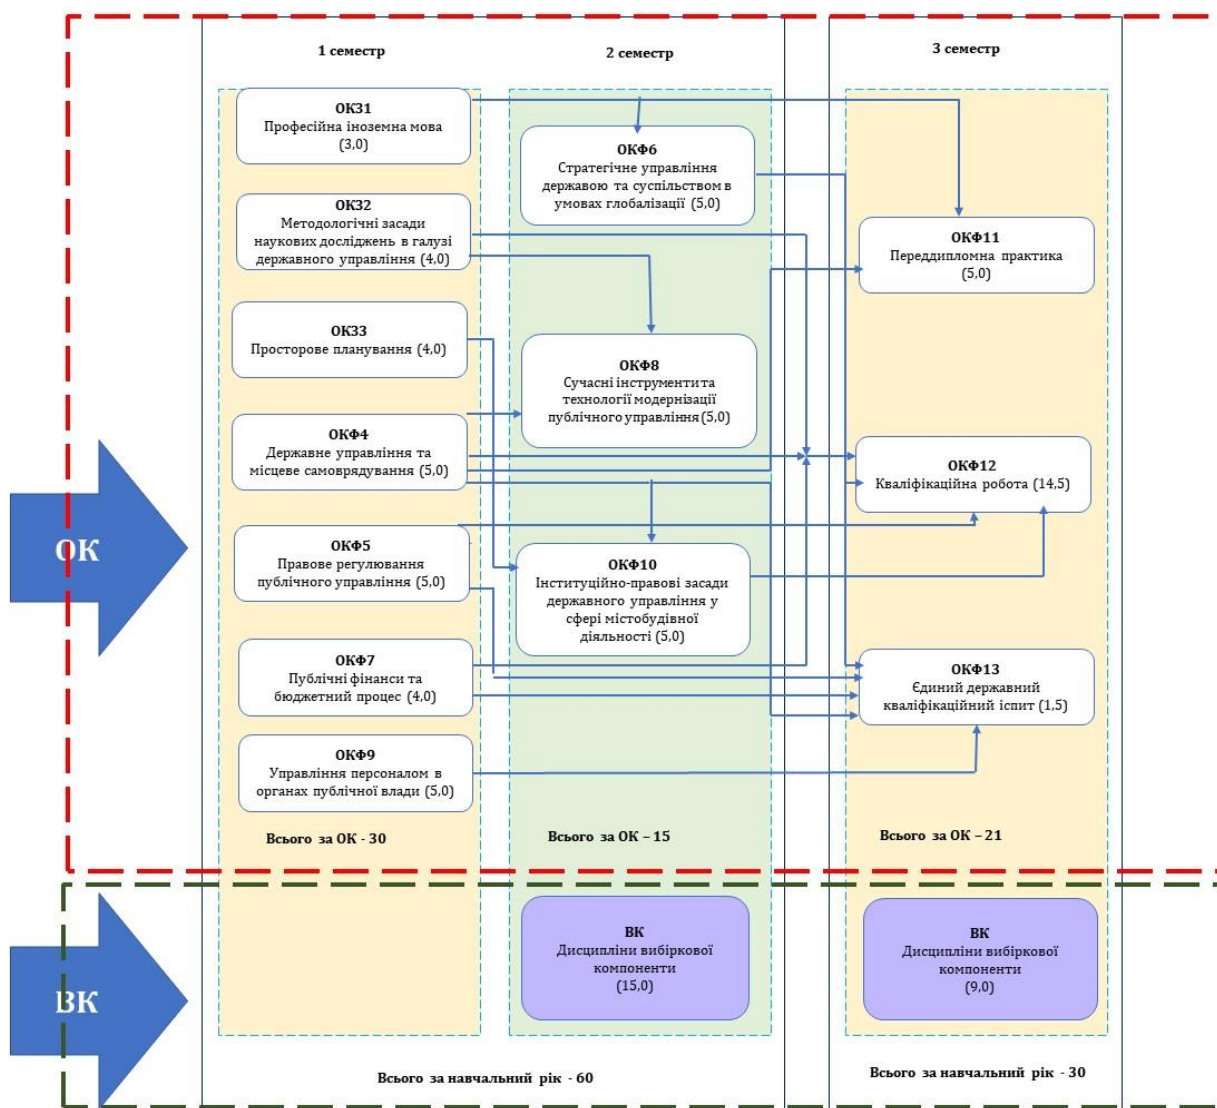 1 семестр
2 семестр
3 семестр
ОК
ОКЗ1
Професійна іноземна мова
(3,0)
ОКЗ2
Методологічні засади
наукових досліджень в галузі
державного управління (4,0)
ОКЗ3
Просторове планування (4,0)
ОКФ4
Державне управління та
місцеве самоврядування (5,0)
ОКФ5
Правове регулювання
публічного управління (5,0)
ОКФ7
Публічні фінанси та
бюджетний процес (4,0)
ОКФ9
Управління персоналом в
органах публічної влади (5,0)
Всього за ОК - 30
ОКФ6
Стратегічне управління
державою та суспільством в
умовах глобалізації (5,0)
ОКФ8
Сучасні інструменти та
технології модернізації
публічного управління (5,0)
ОКФ10
Інституційно-правові засади
державного управління у
сфері містобудівної
діяльності (5,0)
Всього за ОК – 15
ОКФ11
Переддипломна практика
(5,0)
ОКФ12
Кваліфікаційна робота (14,5)
ОКФ13
Єдиний державний
кваліфікаційний іспит (1,5)
Всього за ОК – 21
ВК
ВК
Дисципліни вибіркової
компоненти
(15,0)
ВК
Дисципліни вибіркової
компоненти
(9,0)
Всього за навчальний рік - 60
Всього за навчальний рік - 30